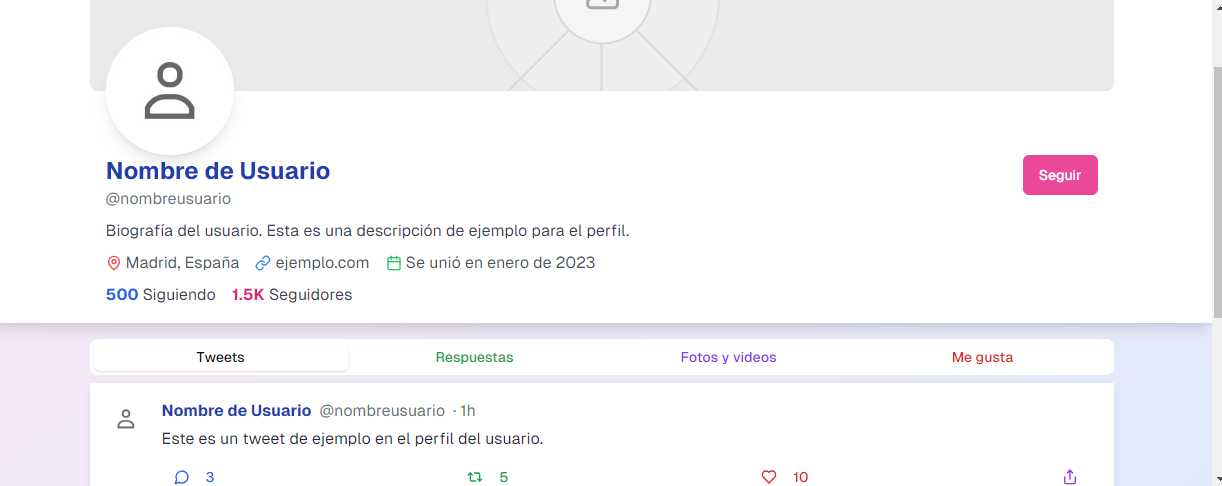 Nombre de Usuario
Seguir
@nombreusuario
Biografía del usuario. Esta es una descripción de ejemplo para el perfil.
Madrid, España ejemplo.com Se unió en enero de 2023
500 Siguiendo 1.5K Seguidores
Tweets Respuestas Fotos y videos Me gusta
Nombre de Usuario @nombreusuario · 1h
Este es un tweet de ejemplo en el perfil del usuario.
3 5 10